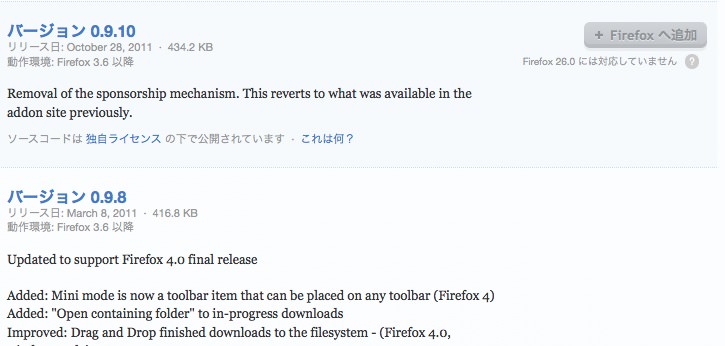 バージョン 0.9.10
リリース日: October 28, 2011 · 434.2 KB
動作環境: Firefox 3.6 以降
+ Firefox へ追加
Firefox 26.0 には対応していません ?
Removal of the sponsorship mechanism. This reverts to what was available in the
addon site previously.
ソースコードは 独自ライセンス の下で公開されています · これは何？
バージョン 0.9.8
リリース日: March 8, 2011 · 416.8 KB
動作環境: Firefox 3.6 以降
Updated to support Firefox 4.0 final release
Added: Mini mode is now a toolbar item that can be placed on any toolbar (Firefox 4)
Added: "Open containing folder" to in-progress downloads
Improved: Drag and Drop finished downloads to the filesystem - (Firefox 4.0,